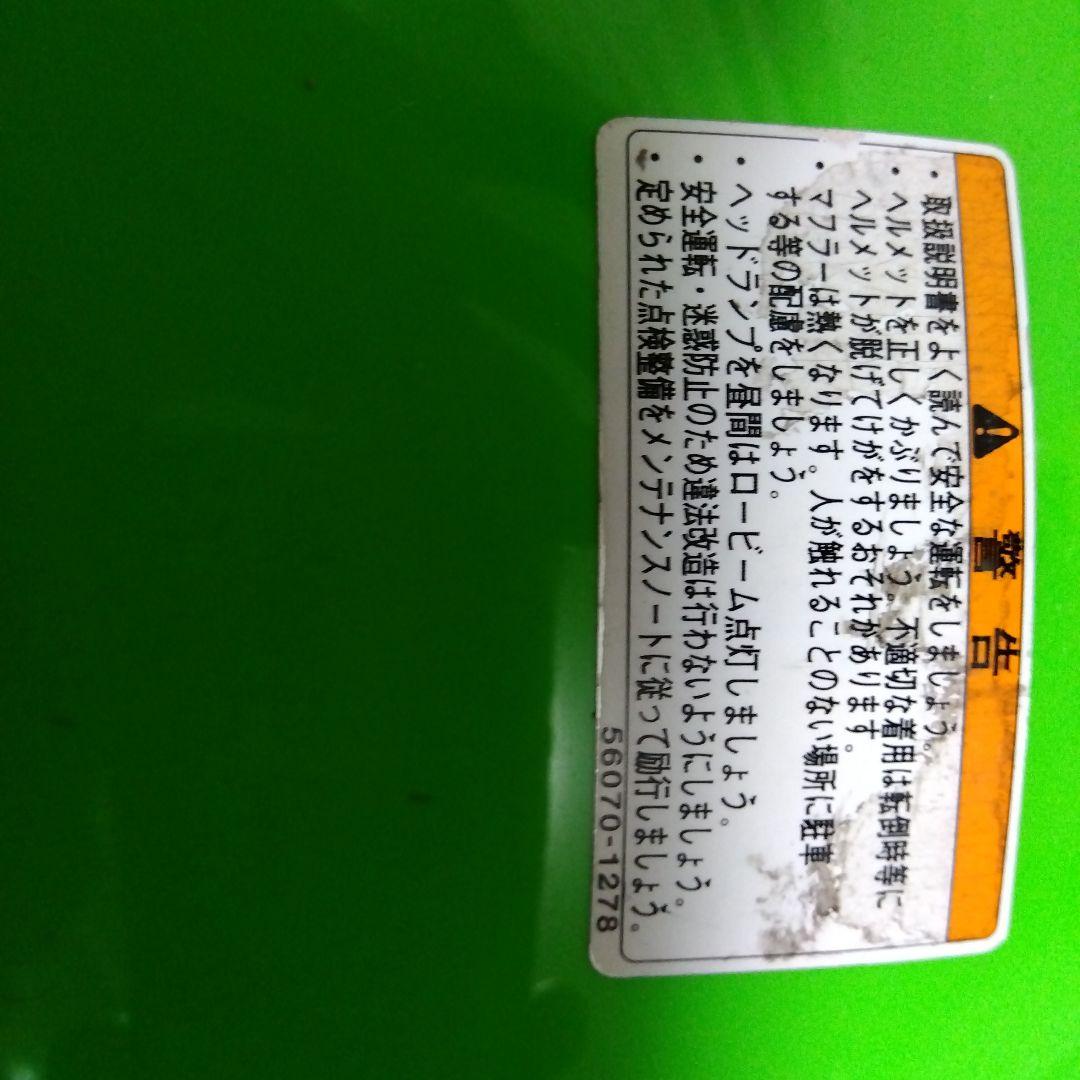 警告
・取扱説明書をよく読んで安全な運転をしましょう。
・ヘルメットを正しくかぶりましょう。不適切な着用は転倒時等に
ヘルメットが脱げてけがをするおそれがあります。
・マフラーは熱くなります。人が触れることのない場所に駐車
する等の配慮をしましょう。
・ヘッドランプを昼間はロービーム点灯しましょう。
・安全運転・迷惑防止のため違法改造は行わないようにしましょう。
・定められた点検整備をメンテナンスノートに従って励行しましょう。
56070-1278